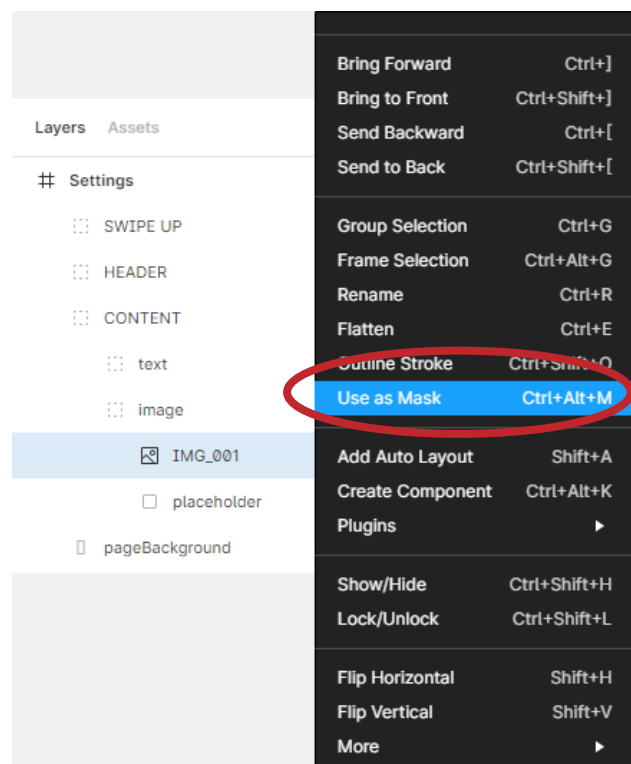 Layers Assets
Settings
SWIPE UP
HEADER
CONTENT
text
image
IMG_001
placeholder
pageBackground
Bring Forward Ctrl+]
Bring to Front Ctrl+Shift+]
Send Backward Ctrl+[
Send to Back Ctrl+Shift+[
Group Selection Ctrl+G
Frame Selection Ctrl+Alt+G
Rename Ctrl+R
Flatten Ctrl+E
Outline Stroke Ctrl+Shift+O
Use as Mask Ctrl+Alt+M
Add Auto Layout Shift+A
Create Component Ctrl+Alt+K
Plugins
Show/Hide Ctrl+Shift+H
Lock/Unlock Ctrl+Shift+L
Flip Horizontal Shift+H
Flip Vertical Shift+V
More